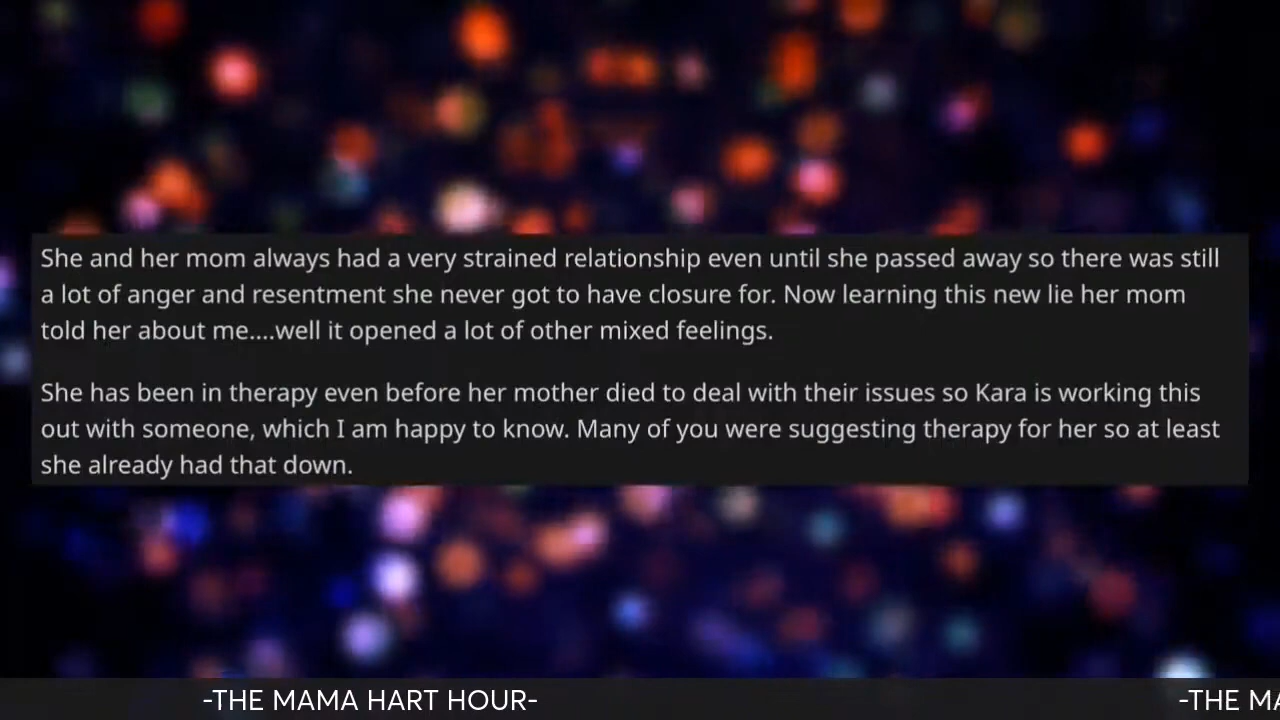 She and her mom always had a very strained relationship even until she passed away so there was still
a lot of anger and resentment she never got to have closure for. Now learning this new lie her mom
told her about me....well it opened a lot of other mixed feelings.
She has been in therapy even before her mother died to deal with their issues so Kara is working this
out with someone, which I am happy to know. Many of you were suggesting therapy for her so at least
she already had that down.
-THE MAMA HART HOUR- -THE MA